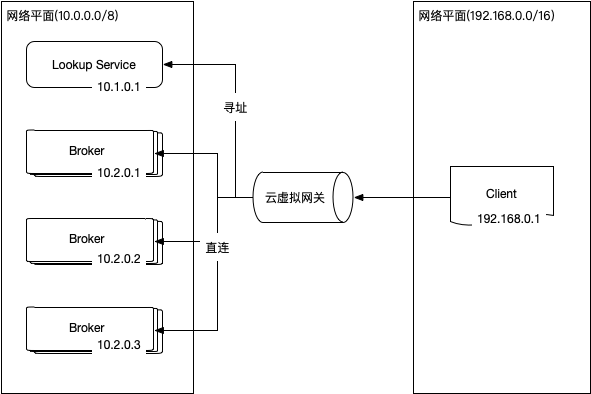 网络平面(10.0.0.0/8)
Lookup Service
10.1.0.1
Broker
10.2.0.1
Broker
10.2.0.2
Broker
10.2.0.3
寻址
直连
云虚拟网关
网络平面(192.168.0.0/16)
Client
192.168.0.1